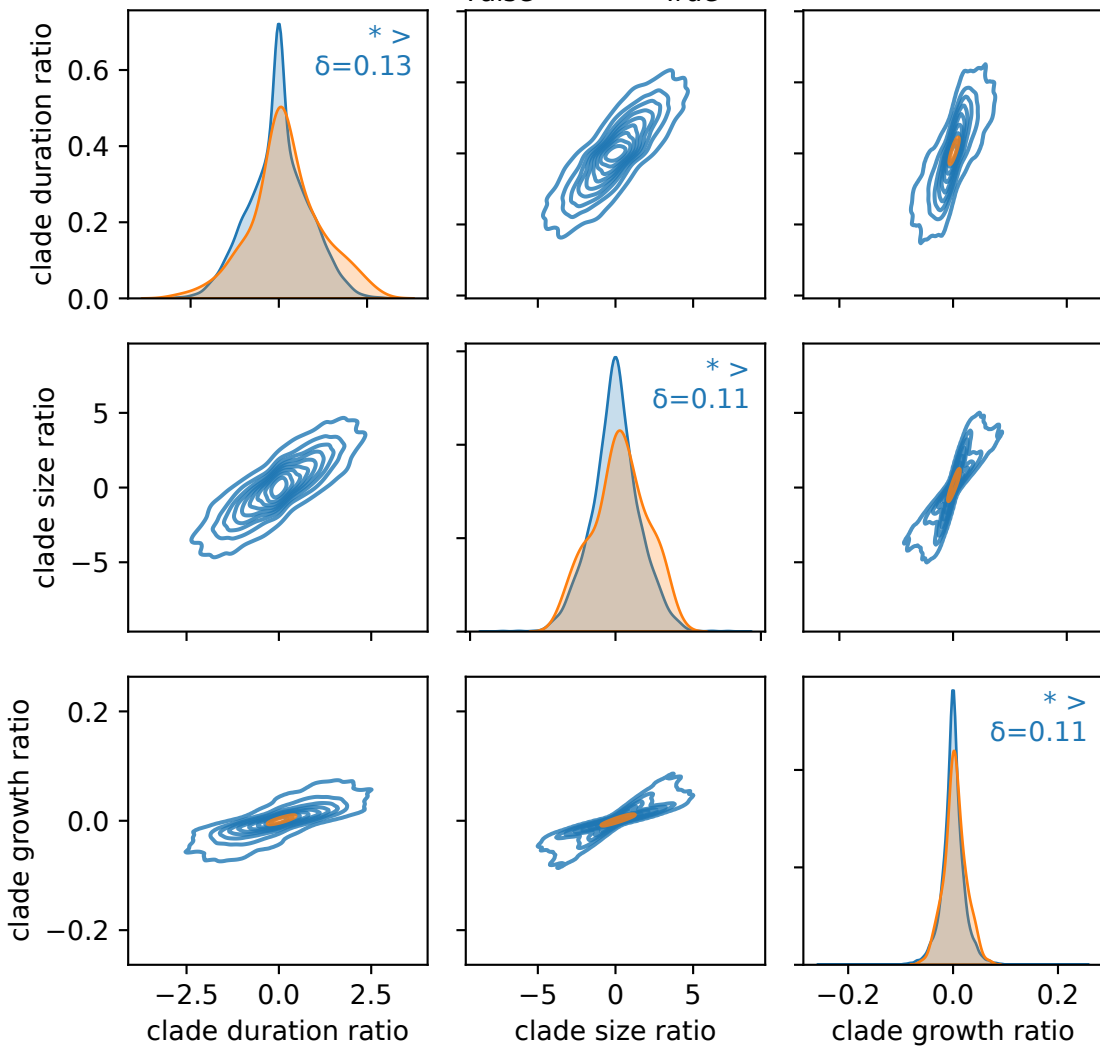 clade duration ratio
0.6
0.4
0.2
0.0
* >
δ=0.13
clade size ratio
5
0
−5
* >
δ=0.11
clade growth ratio
0.2
0.0
−0.2
* >
δ=0.11
−2.5 0.0 2.5
−5 0 5
−0.2 0.0 0.2
clade duration ratio
clade size ratio
clade growth ratio